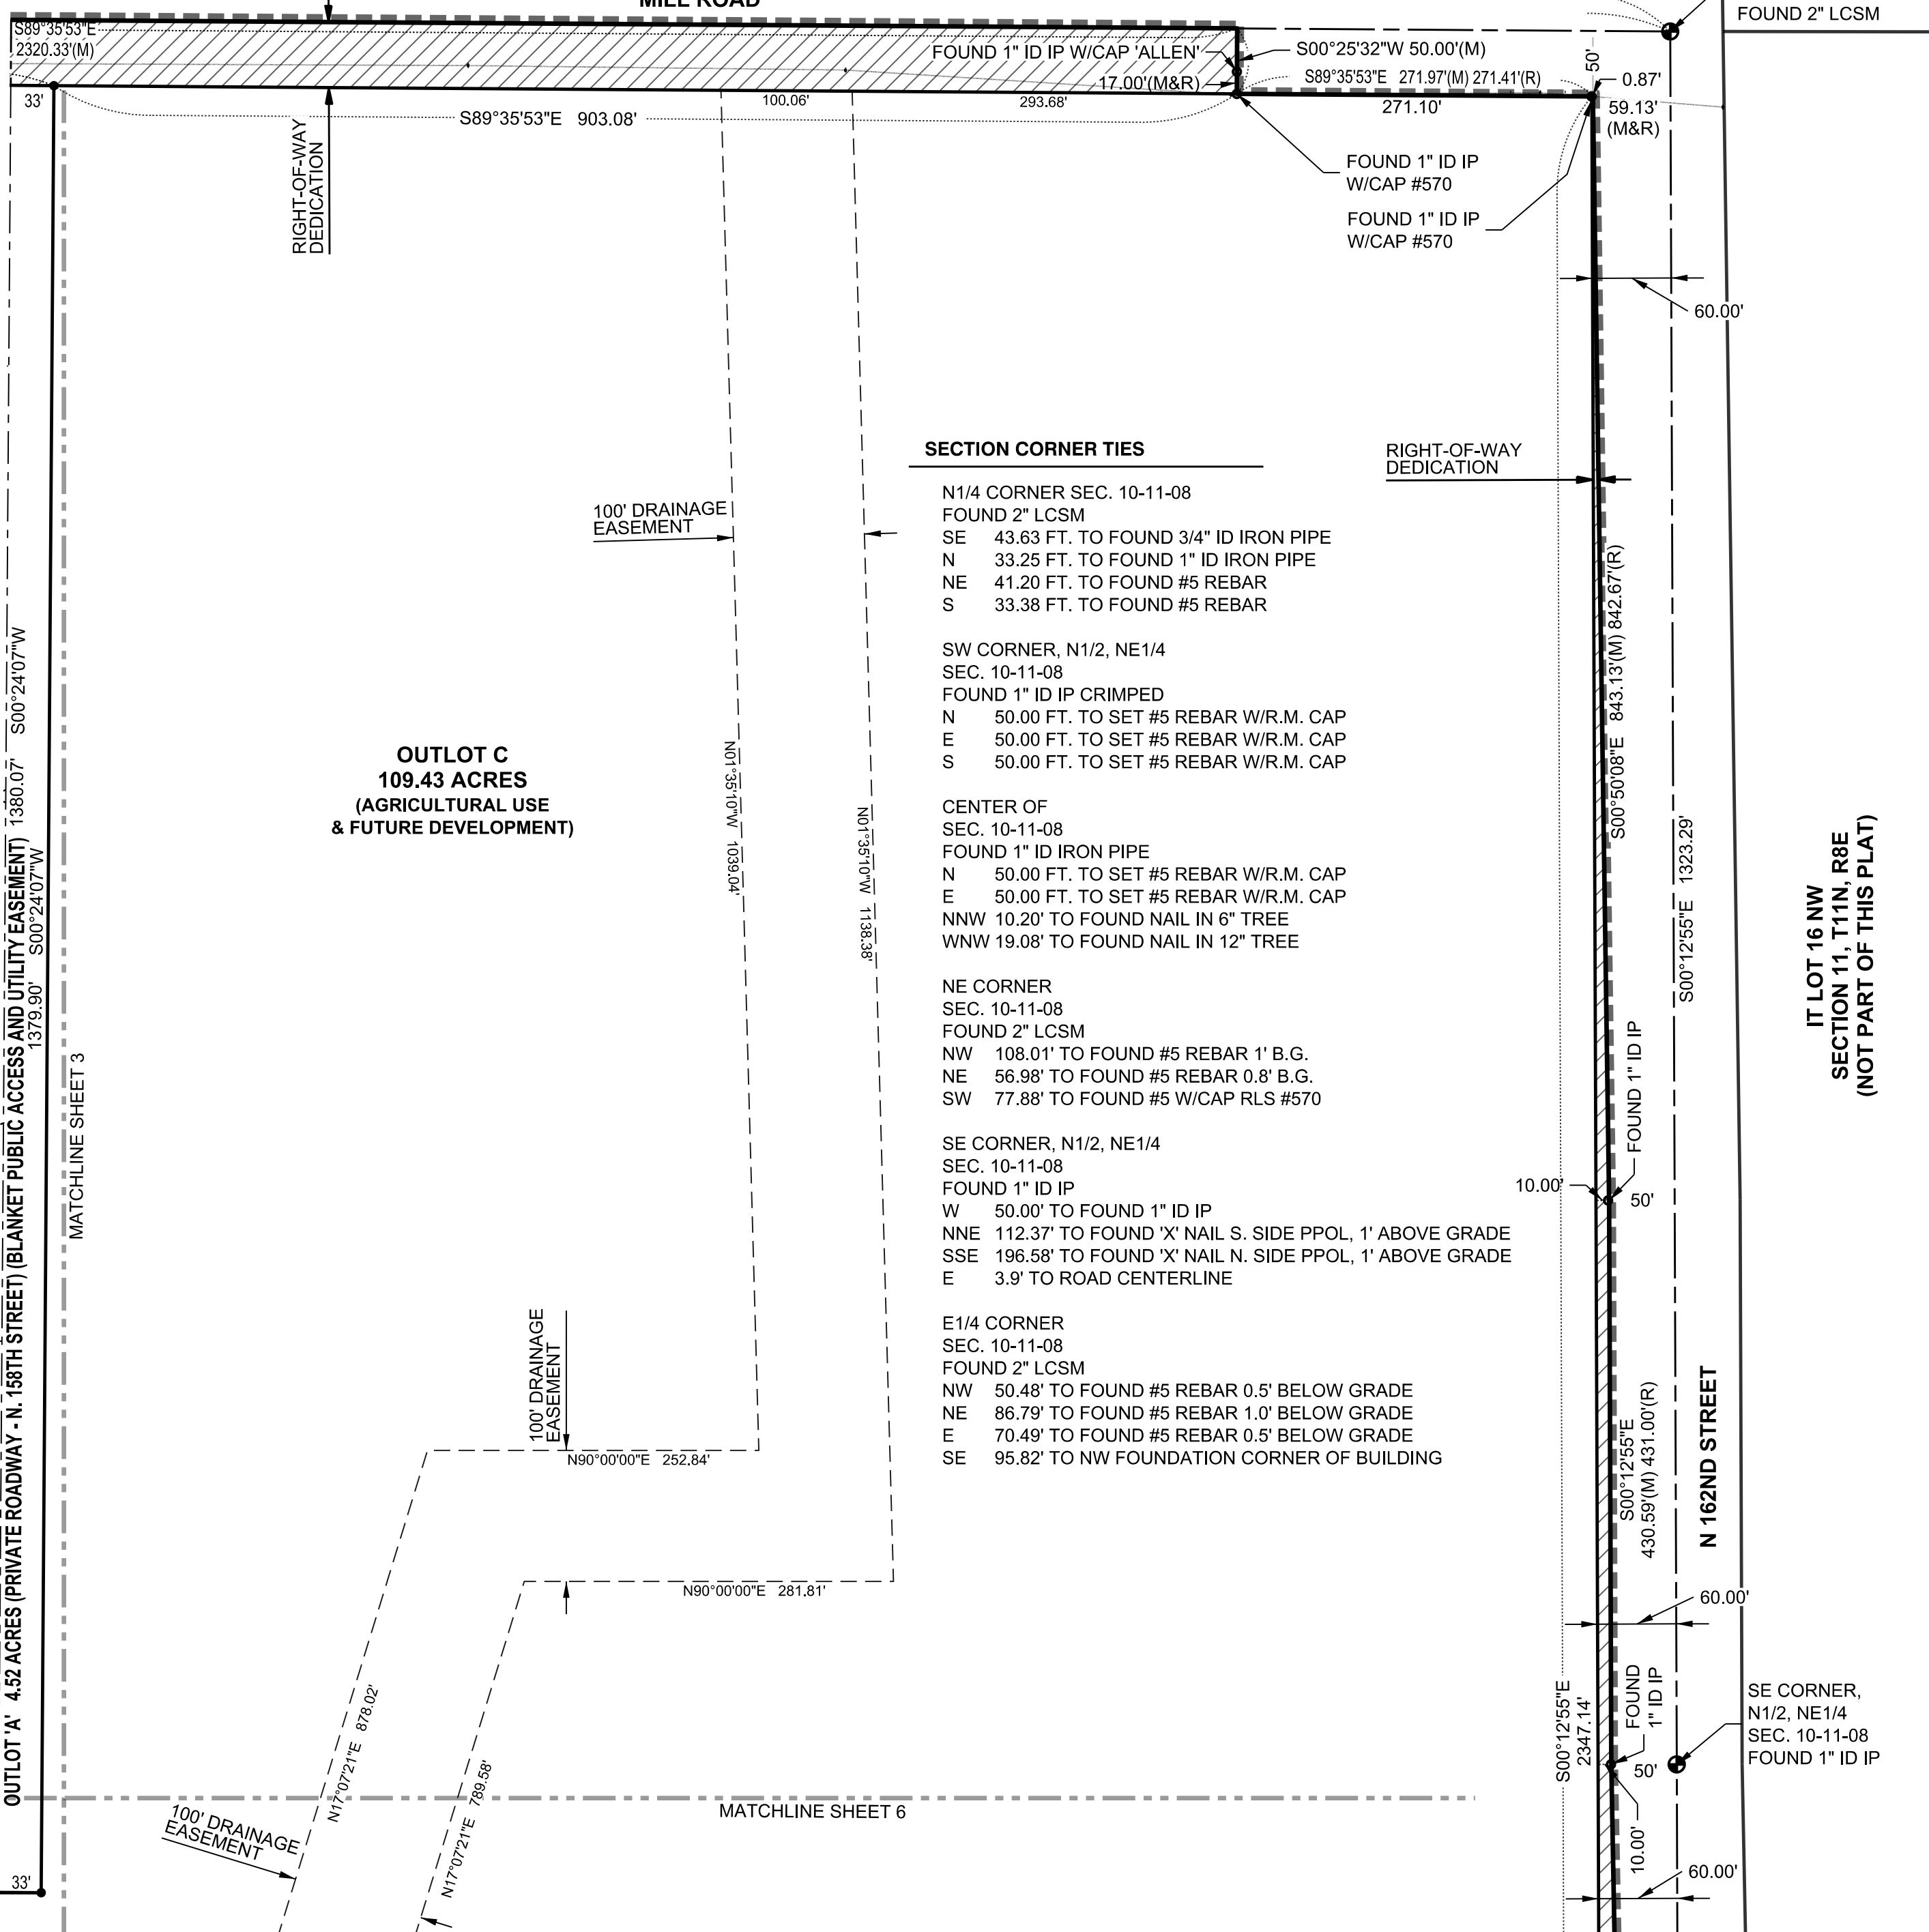 MILL ROAD
FOUND 2" LCSM
S89°35'53"E
2320.33'(M)
FOUND 1" ID IP W/CAP 'ALLEN'
S00°25'32"W 50.00'(M)
17.00'(M&R)
S89°35'53"E 271.97'(M) 271.41'(R)
50'
0.87'
33'
100.06'
293.68'
271.10'
59.13'
(M&R)
S89°35'53"E 903.08'
RIGHT-OF-WAY
DEDICATION
FOUND 1" ID IP
W/CAP #570
FOUND 1" ID IP
W/CAP #570
60.00'
SECTION CORNER TIES
RIGHT-OF-WAY
DEDICATION
N1/4 CORNER SEC. 10-11-08
FOUND 2" LCSM
SE 43.63 FT. TO FOUND 3/4" ID IRON PIPE
N 33.25 FT. TO FOUND 1" ID IRON PIPE
NE 41.20 FT. TO FOUND #5 REBAR
S 33.38 FT. TO FOUND #5 REBAR
SW CORNER, N1/2, NE1/4
SEC. 10-11-08
FOUND 1" ID IP CRIMPED
N 50.00 FT. TO SET #5 REBAR W/R.M. CAP
E 50.00 FT. TO SET #5 REBAR W/R.M. CAP
S 50.00 FT. TO SET #5 REBAR W/R.M. CAP
CENTER OF
SEC. 10-11-08
FOUND 1" ID IRON PIPE
N 50.00 FT. TO SET #5 REBAR W/R.M. CAP
E 50.00 FT. TO SET #5 REBAR W/R.M. CAP
NNW 10.20' TO FOUND NAIL IN 6" TREE
WNW 19.08' TO FOUND NAIL IN 12" TREE
NE CORNER
SEC. 10-11-08
FOUND 2" LCSM
NW 108.01' TO FOUND #5 REBAR 1' B.G.
NE 56.98' TO FOUND #5 REBAR 0.8' B.G.
SW 77.88' TO FOUND #5 W/CAP RLS #570
SE CORNER, N1/2, NE1/4
SEC. 10-11-08
FOUND 1" ID IP
W 50.00' TO FOUND 1" ID IP
NNE 112.37' TO FOUND 'X' NAIL S. SIDE PPOL, 1' ABOVE GRADE
SSE 196.58' TO FOUND 'X' NAIL N. SIDE PPOL, 1' ABOVE GRADE
E 3.9' TO ROAD CENTERLINE
E1/4 CORNER
SEC. 10-11-08
FOUND 2" LCSM
NW 50.48' TO FOUND #5 REBAR 0.5' BELOW GRADE
NE 86.79' TO FOUND #5 REBAR 1.0' BELOW GRADE
E 70.49' TO FOUND #5 REBAR 0.5' BELOW GRADE
SE 95.82' TO NW FOUNDATION CORNER OF BUILDING
100' DRAINAGE
EASEMENT
OUTLOT C
109.43 ACRES
(AGRICULTURAL USE
& FUTURE DEVELOPMENT)
N01°35'10"W 1039.04'
N01°35'10"W 1138.38'
1380.07' S00°24'07"W
1379.90' S00°24'07"W
OUTLOT 'A' 4.52 ACRES (PRIVATE ROADWAY - N. 158TH STREET) (BLANKET PUBLIC ACCESS AND UTILITY EASEMENT)
MATCHLINE SHEET 3
S00°50'08"E 843.13'(M) 842.67'(R)
S00°12'55"E 1323.29'
IT LOT 16 NW
SECTION 11, T11N, R8E
(NOT PART OF THIS PLAT)
FOUND 1" ID IP
10.00'
50'
100' DRAINAGE
EASEMENT
N90°00'00"E 252.84'
N90°00'00"E 281.81'
S00°12'55"E
430.59'(M) 431.00'(R)
N 162ND STREET
60.00'
S00°12'55"E
2347.14'
FOUND
1" ID IP
50'
SE CORNER,
N1/2, NE1/4
SEC. 10-11-08
FOUND 1" ID IP
N17°07'21"E 878.02'
N17°07'21"E 789.58'
MATCHLINE SHEET 6
100' DRAINAGE
EASEMENT
10.00'
60.00'
33'